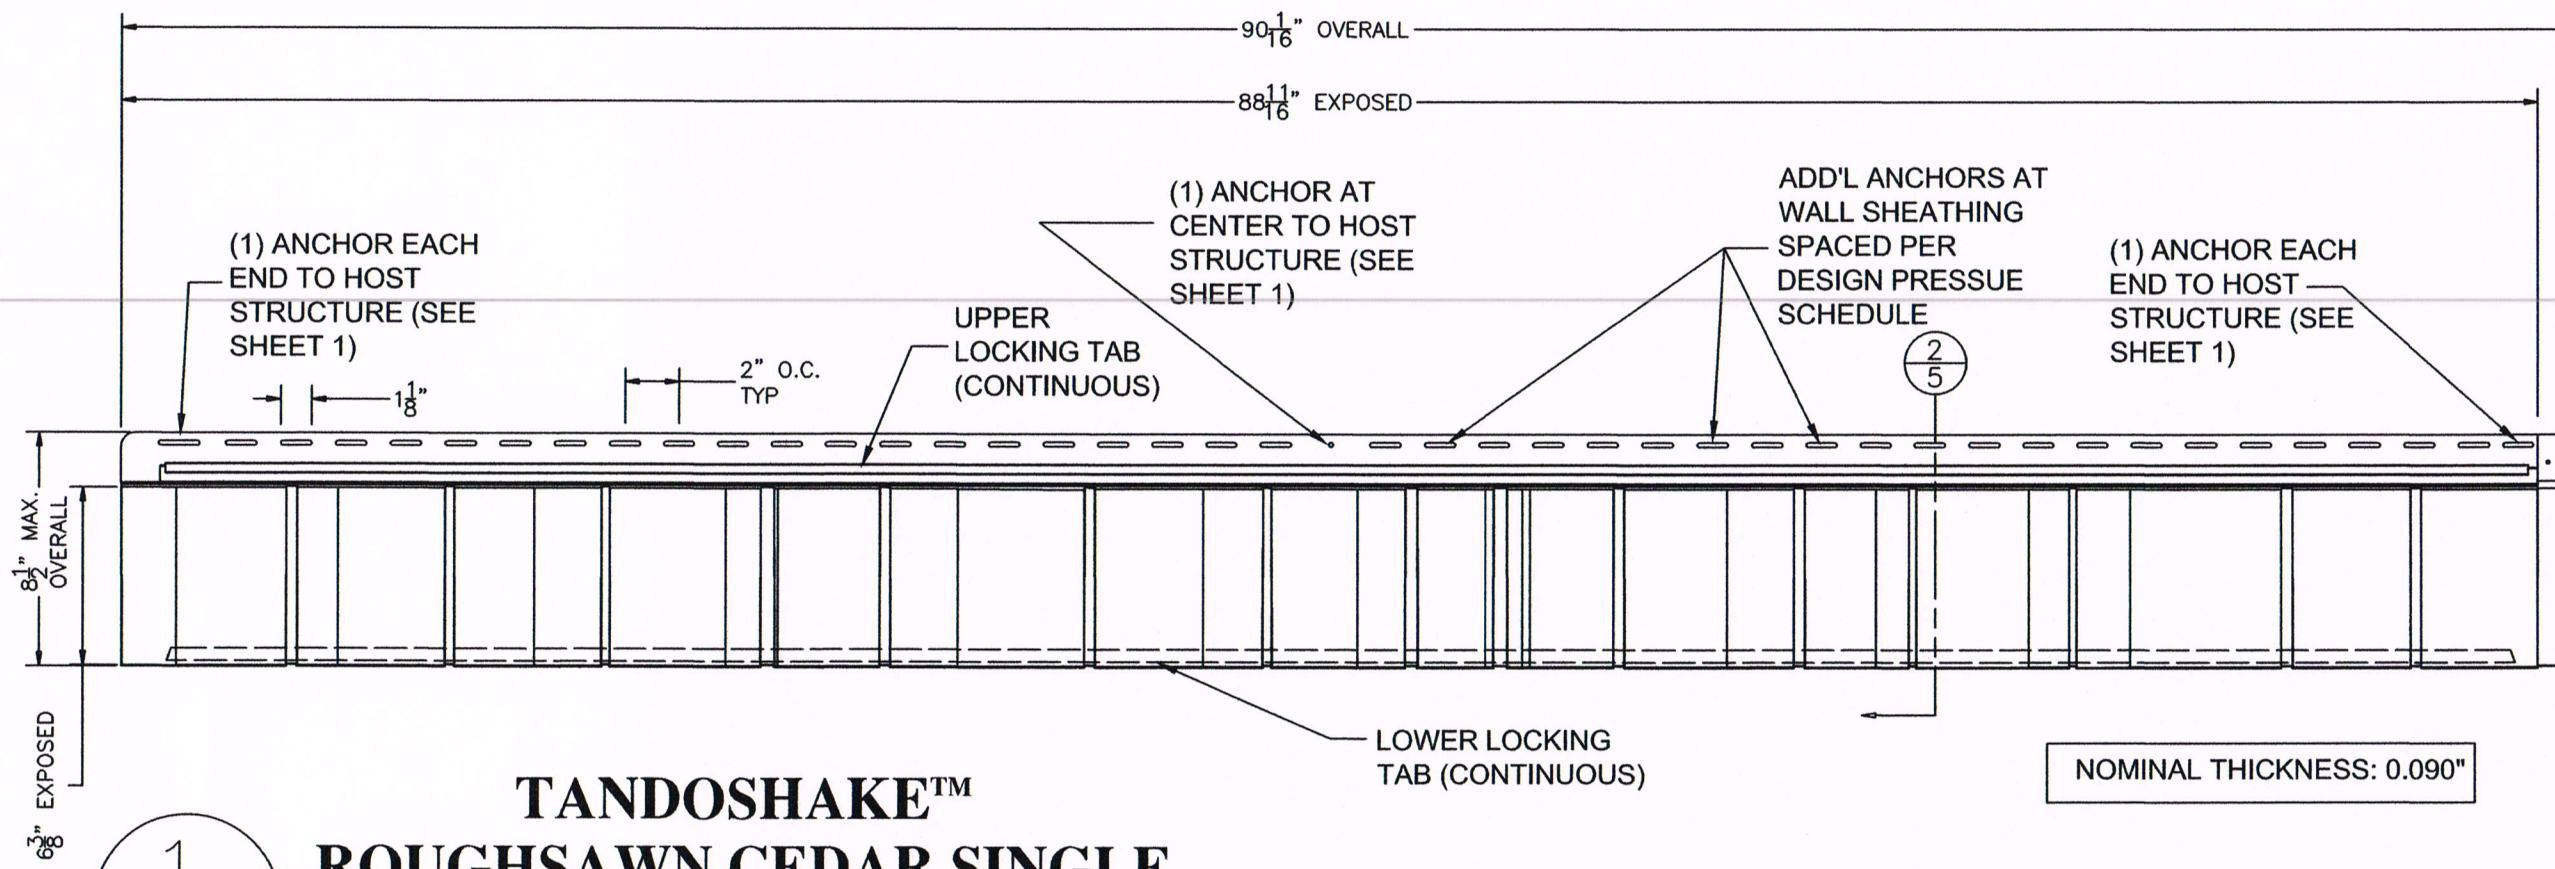 90 1/16" OVERALL
88 11/16" EXPOSED
(1) ANCHOR EACH
END TO HOST
STRUCTURE (SEE
SHEET 1)
1 1/8"
2" O.C.
TYP
UPPER
LOCKING TAB
(CONTINUOUS)
(1) ANCHOR AT
CENTER TO HOST
STRUCTURE (SEE
SHEET 1)
ADD'L ANCHORS AT
WALL SHEATHING
SPACED PER
DESIGN PRESSUE
SCHEDULE
2
5
(1) ANCHOR EACH
END TO HOST
STRUCTURE (SEE
SHEET 1)
8 1/2" MAX.
OVERALL
6 3/8" EXPOSED
LOWER LOCKING
TAB (CONTINUOUS)
NOMINAL THICKNESS: 0.090"
1
TANDOSHAKE™
ROUGHSAWN CEDAR SINGLE